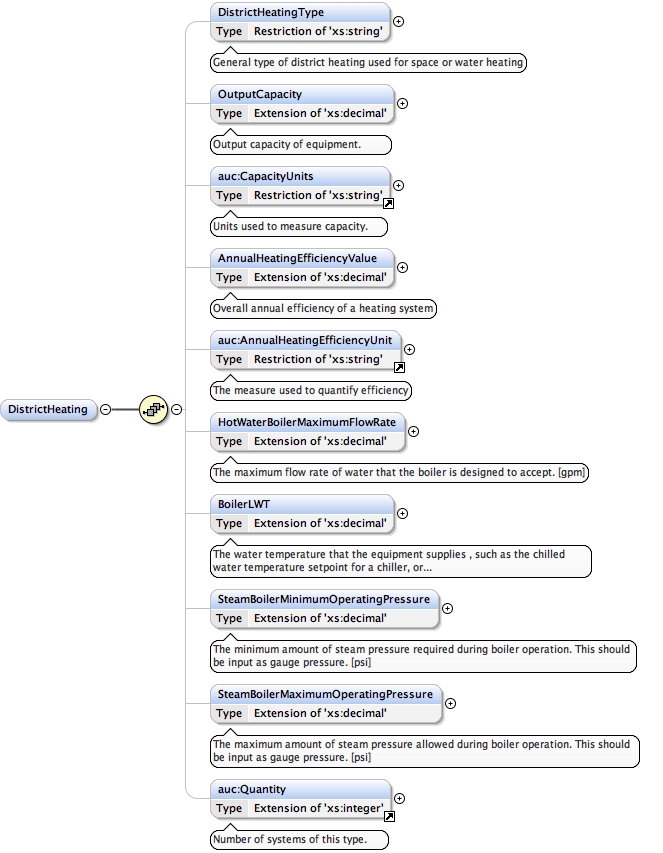 DistrictHeatingType
Type Restriction of 'xs:string'
General type of district heating used for space or water heating
OutputCapacity
Type Extension of 'xs:decimal'
Output capacity of equipment.
auc:CapacityUnits
Type Restriction of 'xs:string'
Units used to measure capacity.
AnnualHeatingEfficiencyValue
Type Extension of 'xs:decimal'
Overall annual efficiency of a heating system
auc:AnnualHeatingEfficiencyUnit
Type Restriction of 'xs:string'
The measure used to quantify efficiency
DistrictHeating
HotWaterBoilerMaximumFlowRate
Type Extension of 'xs:decimal'
The maximum flow rate of water that the boiler is designed to accept. [gpm]
BoilerLWT
Type Extension of 'xs:decimal'
The water temperature that the equipment supplies , such as the chilled
water temperature setpoint for a chiller, or...
SteamBoilerMinimumOperatingPressure
Type Extension of 'xs:decimal'
The minimum amount of steam pressure required during boiler operation. This should
be input as gauge pressure. [psi]
SteamBoilerMaximumOperatingPressure
Type Extension of 'xs:decimal'
The maximum amount of steam pressure allowed during boiler operation. This should
be input as gauge pressure. [psi]
auc:Quantity
Type Extension of 'xs:integer'
Number of systems of this type.